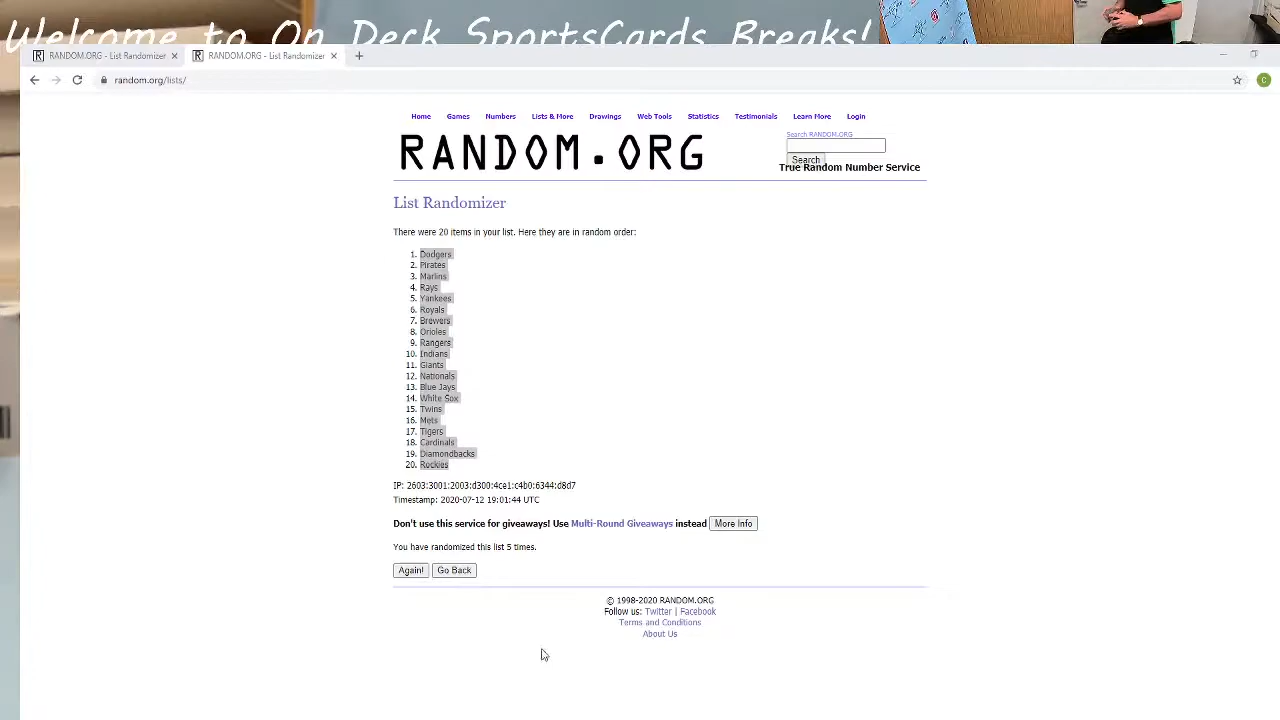 Welcome to On Deck SportsCards Breaks!
RANDOM.ORG - List Randomizer
RANDOM.ORG - List Randomizer
random.org/lists/
C
Home Games Numbers Lists & More Drawings Web Tools Statistics Testimonials Learn More Login
RANDOM.ORG
Search RANDOM.ORG
Search
True Random Number Service
List Randomizer
There were 20 items in your list. Here they are in random order:
1. Dodgers
2. Pirates
3. Marlins
4. Rays
5. Yankees
6. Royals
7. Brewers
8. Orioles
9. Rangers
10. Indians
11. Giants
12. Nationals
13. Blue Jays
14. White Sox
15. Twins
16. Mets
17. Tigers
18. Cardinals
19. Diamondbacks
20. Rockies
IP: 2603:3001:2003:d300:4ce1:c4b0:6344:d8d7
Timestamp: 2020-07-12 19:01:44 UTC
Don't use this service for giveaways! Use Multi-Round Giveaways instead More Info
You have randomized this list 5 times.
Again! Go Back
© 1998-2020 RANDOM.ORG
Follow us: Twitter | Facebook
Terms and Conditions
About Us